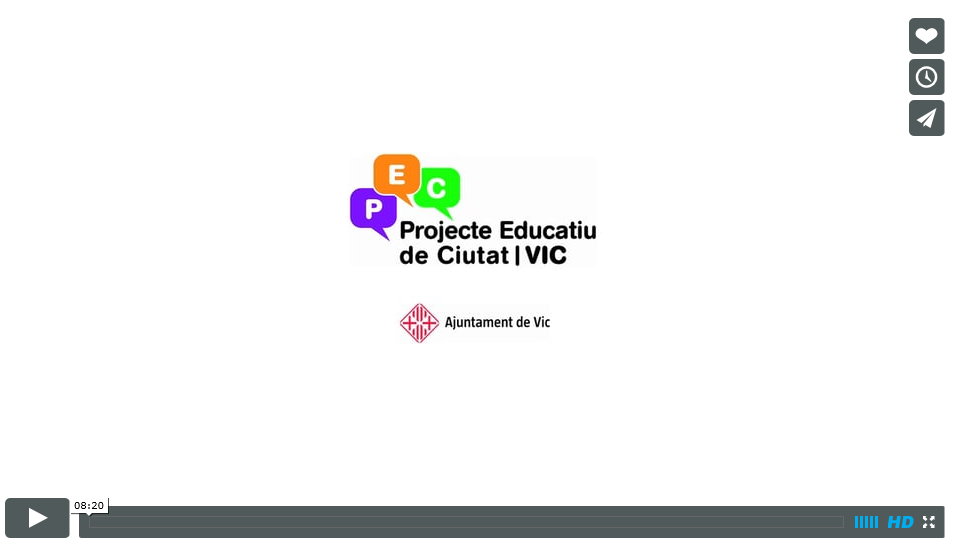 P
E
C
Projecte Educatiu
de Ciutat | VIC
Ajuntament de Vic
08:20
HD